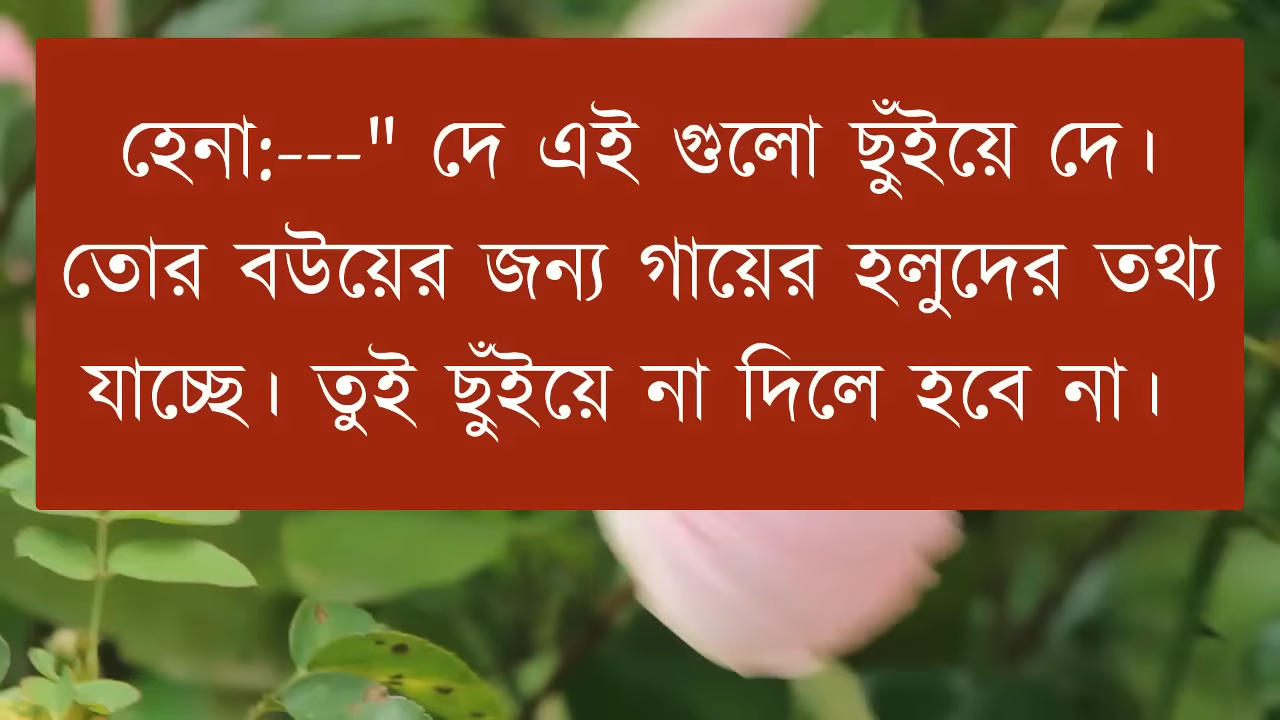 হেনা:---" দে এই গুলো ছুঁইয়ে দে।
তোর বউয়ের জন্য গায়ের হলুদের তথ্য
যাচ্ছে। তুই ছুঁইয়ে না দিলে হবে না।